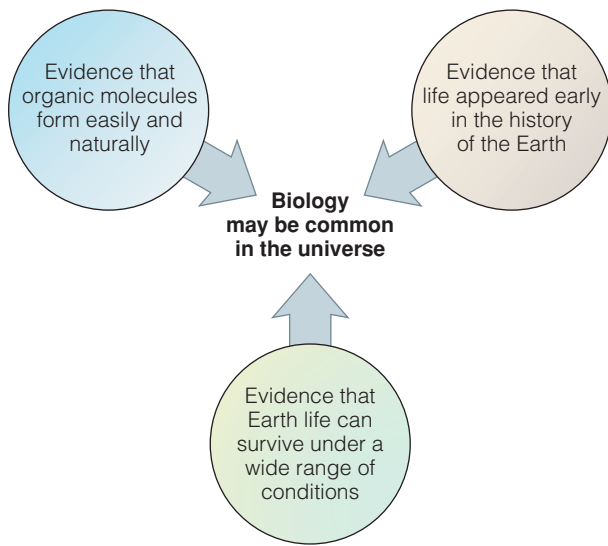 Evidence that
organic molecules
form easily and
naturally
Evidence that
life appeared early
in the history
of the Earth
Biology
may be common
in the universe
Evidence that
Earth life can
survive under a
wide range of
conditions